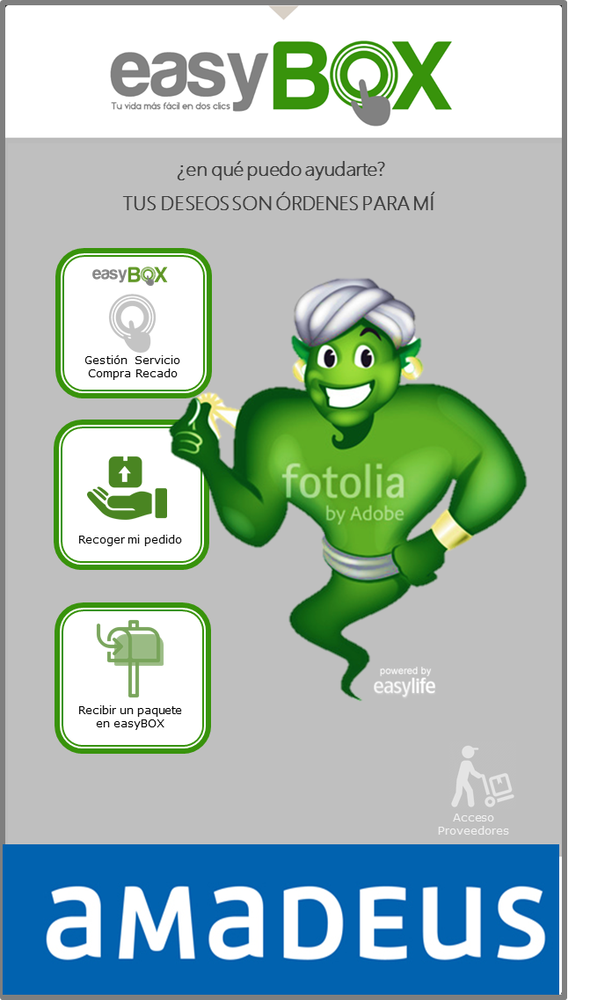 easyBOX
Tu vida más fácil en dos clics
¿en qué puedo ayudarte?
TUS DESEOS SON ÓRDENES PARA MÍ
easyBOX
Gestión Servicio
Compra Recado
Recoger mi pedido
Recibir un paquete
en easyBOX
fotolia
by Adobe
powered by
easylife
Acceso
Proveedores
aMaDEUS